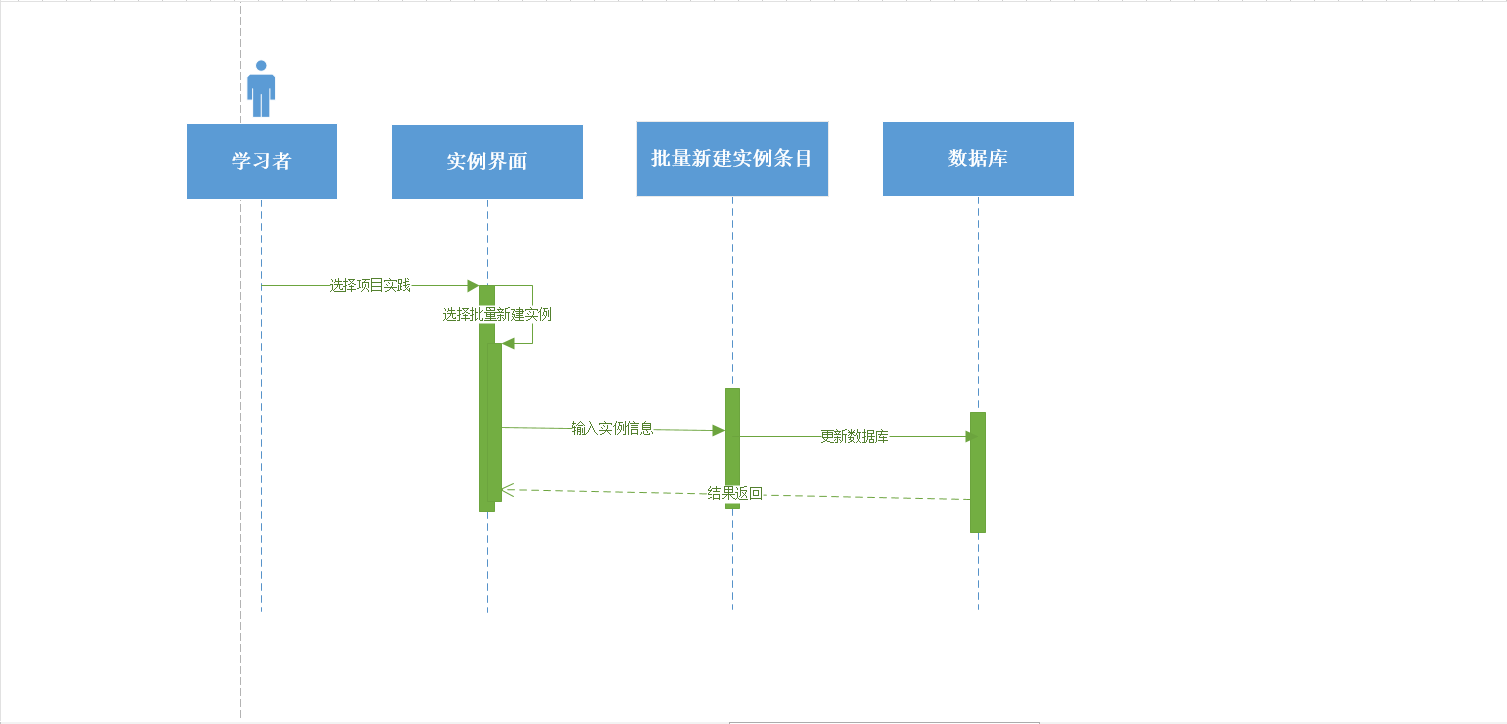 学习者
实例界面
批量新建实例条目
数据库
选择项目实践
选择批量新建实例
输入实例信息
更新数据库
结果返回